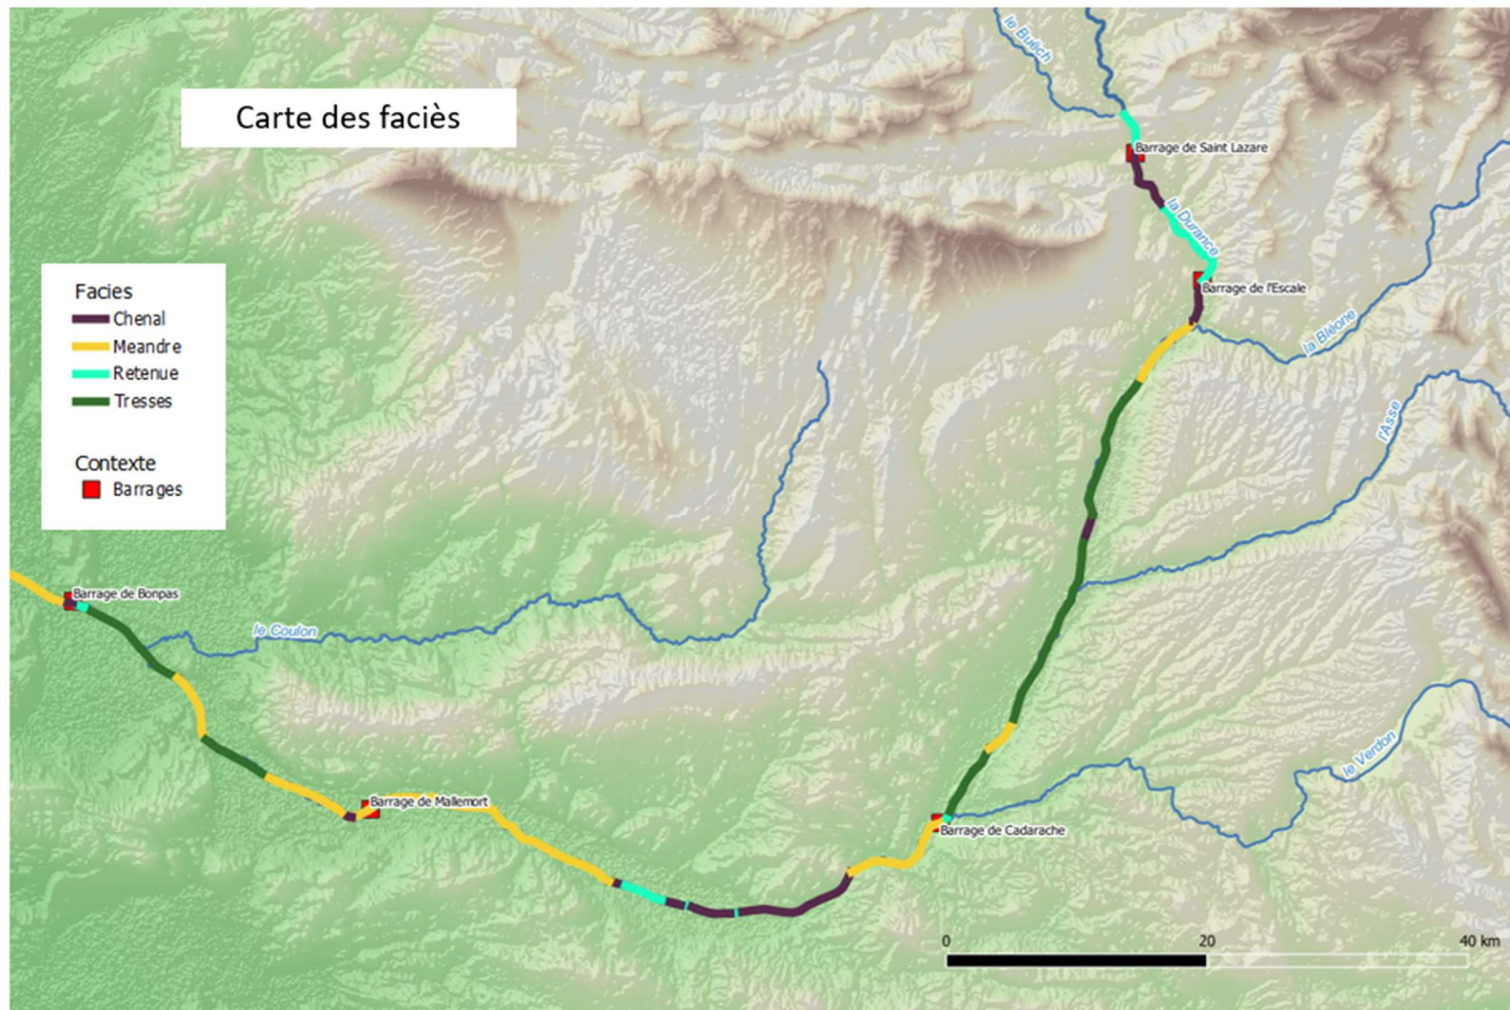 le Buëch
Carte des faciès
Barrage de Saint Lazare
la Durance
Barrage de l'Escale
la Bléone
Facies
Chenal
Meandre
Retenue
Tresses
Contexte
Barrages
l'Asse
Barrage de Bonpas
le Coulon
le Verdon
Barrage de Mallemort
Barrage de Cadarache
0 20 40 km